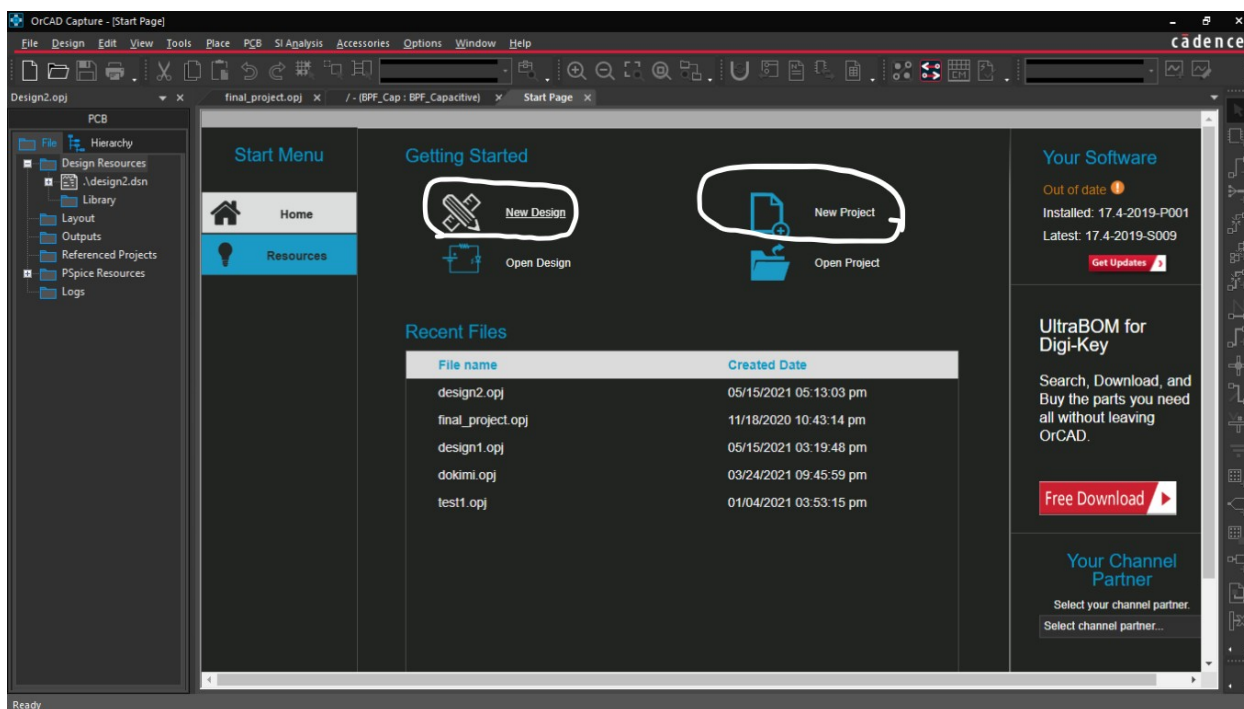 OrCAD Capture - [Start Page]
File Design Edit View Tools Place PCB SI Analysis Accessories Options Window Help
cādence
Design2.opj
final_project.opj
/ - (BPF_Cap : BPF_Capacitive)
Start Page
PCB
File
Hierarchy
Design Resources
.\design2.dsn
Library
Layout
Outputs
Referenced Projects
PSpice Resources
Logs
Start Menu
Home
Resources
Getting Started
New Design
New Project
Open Design
Open Project
Recent Files
File name Created Date
design2.opj 05/15/2021 05:13:03 pm
final_project.opj 11/18/2020 10:43:14 pm
design1.opj 05/15/2021 03:19:48 pm
dokimi.opj 03/24/2021 09:45:59 pm
test1.opj 01/04/2021 03:53:15 pm
Your Software
Out of date
Installed: 17.4-2019-P001
Latest: 17.4-2019-S009
Get Updates
UltraBOM for
Digi-Key
Search, Download, and
Buy the parts you need
all without leaving
OrCAD.
Free Download
Your Channel
Partner
Select your channel partner.
Select channel partner...
Ready